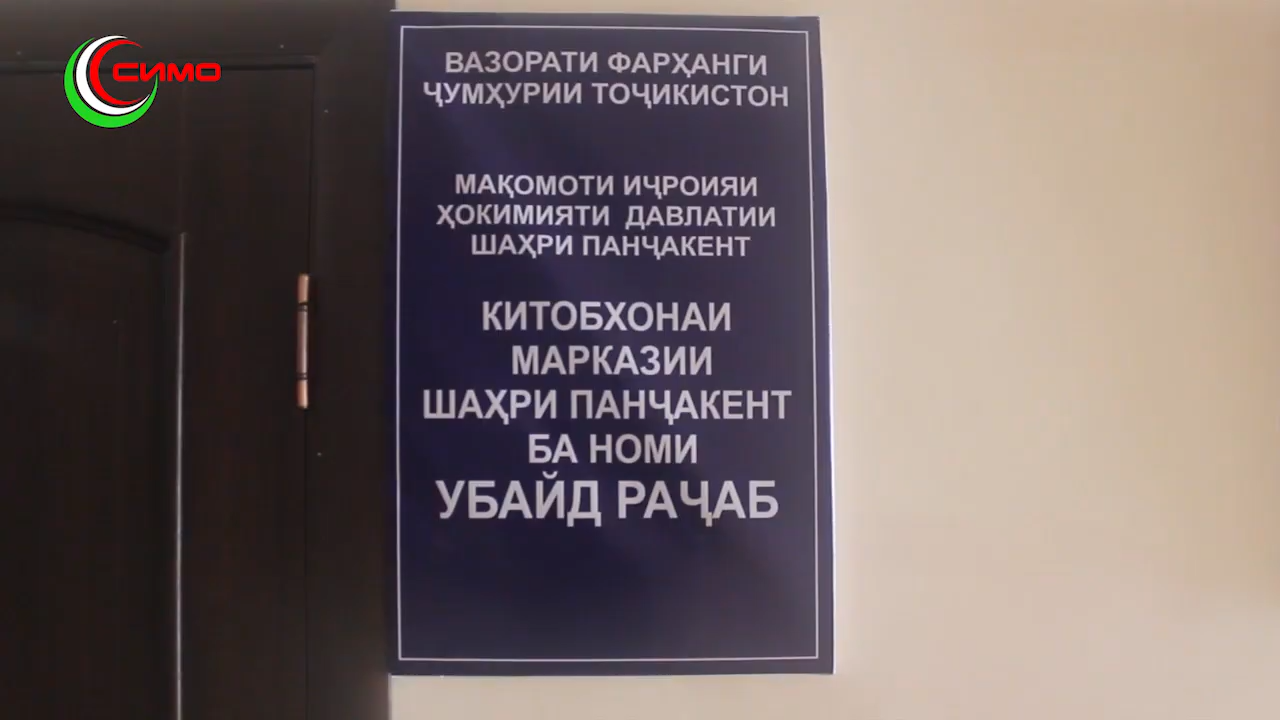 СИМО
ВАЗОРАТИ ФАРҲАНГИ
ҶУМҲУРИИ ТОҶИКИСТОН
МАҚОМОТИ ИҶРОИЯИ
ҲОКИМИЯТИ ДАВЛАТИИ
ШАҲРИ ПАНҶАКЕНТ
КИТОБХОНАИ
МАРКАЗИИ
ШАҲРИ ПАНҶАКЕНТ
БА НОМИ
УБАЙД РАҶАБ